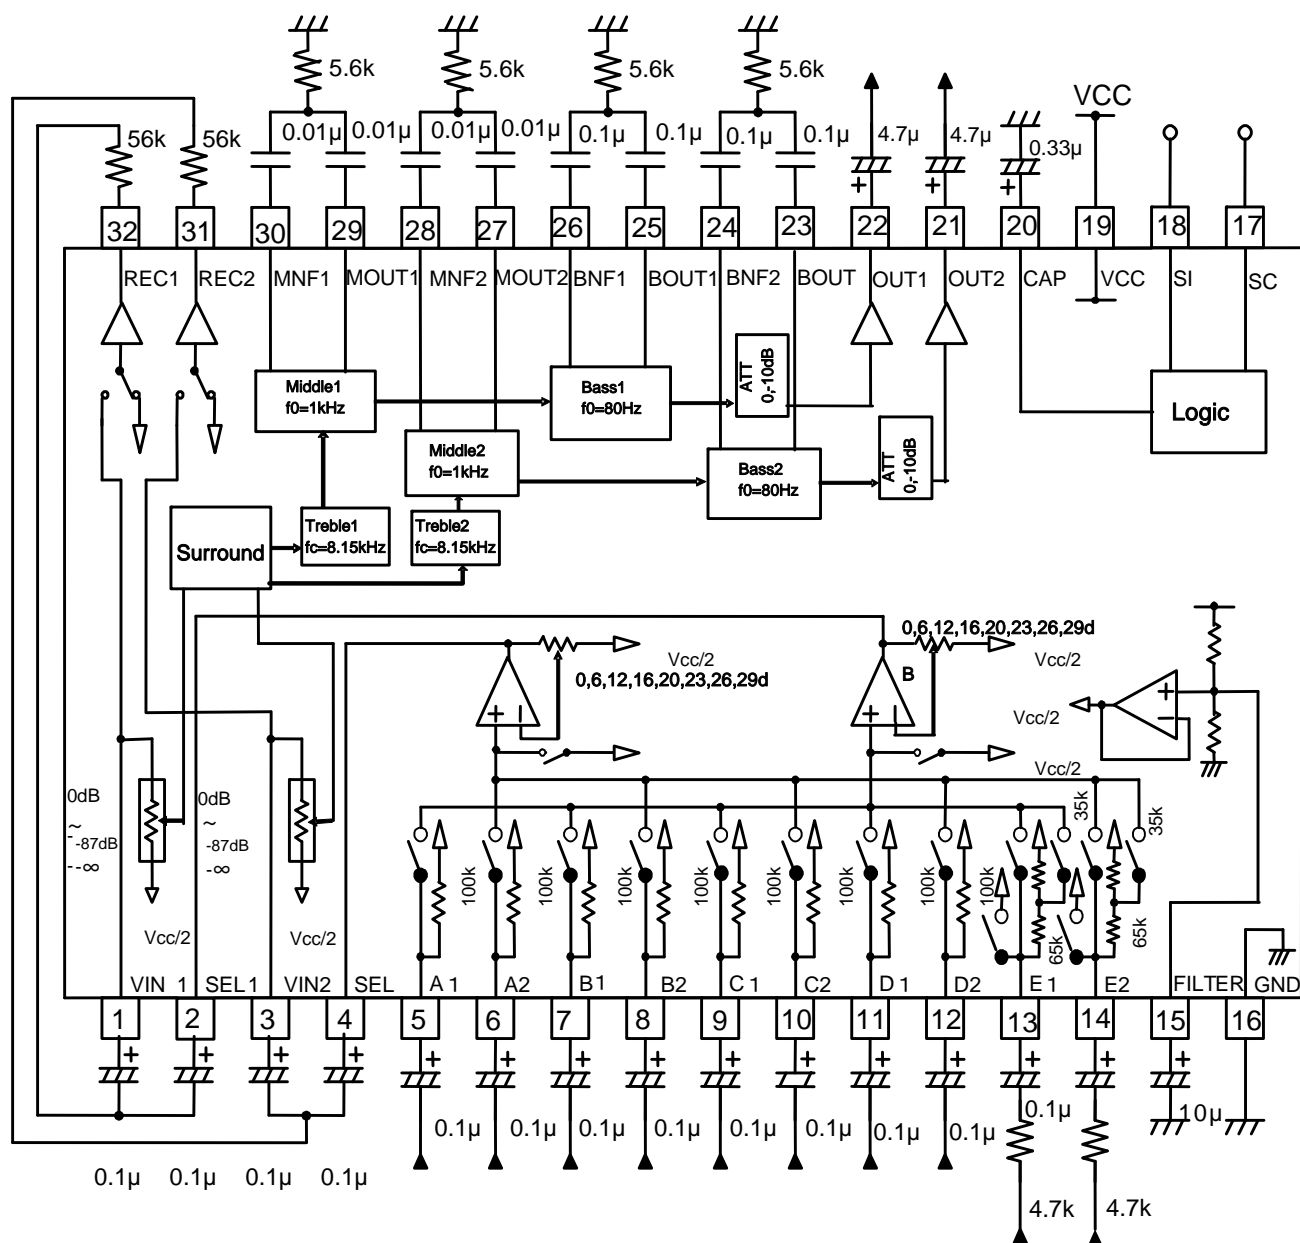 5.6k 5.6k 5.6k 5.6k
VCC
0.01µ 0.01µ 0.01µ 0.01µ 0.1µ 0.1µ 0.1µ 0.1µ 4.7µ 4.7µ 0.33µ
56k 56k
32 31 30 29 28 27 26 25 24 23 22 21 20 19 18 17
REC1 REC2 MNF1 MOUT1 MNF2 MOUT2 BNF1 BOUT1 BNF2 BOUT OUT1 OUT2 CAP VCC SI SC
Middle1
f0=1kHz
Bass1
f0=80Hz
ATT
0,-10dB
Logic
Middle2
f0=1kHz
Bass2
f0=80Hz
ATT
0,-10dB
Surround
Treble1
fc=8.15kHz
Treble2
fc=8.15kHz
0,6,12,16,20,23,26,29d
Vcc/2
0,6,12,16,20,23,26,29d
B
Vcc/2
+ −
+ −
+
−
Vcc/2
Vcc/2
0dB
~
-87dB
-∞
0dB
~
-87dB
-∞
35k 35k
100k 100k 100k 100k 100k 100k 100k 100k
65k 65k
Vcc/2 Vcc/2
VIN 1 SEL1 VIN2 SEL A1 A2 B1 B2 C1 C2 D1 D2 E1 E2 FILTER GND
1 2 3 4 5 6 7 8 9 10 11 12 13 14 15 16
+ + + + + + + + + + + + + + +
0.1µ 10µ
0.1µ 0.1µ 0.1µ 0.1µ 0.1µ 0.1µ 0.1µ 0.1µ
0.1µ 0.1µ 0.1µ 0.1µ
4.7k 4.7k